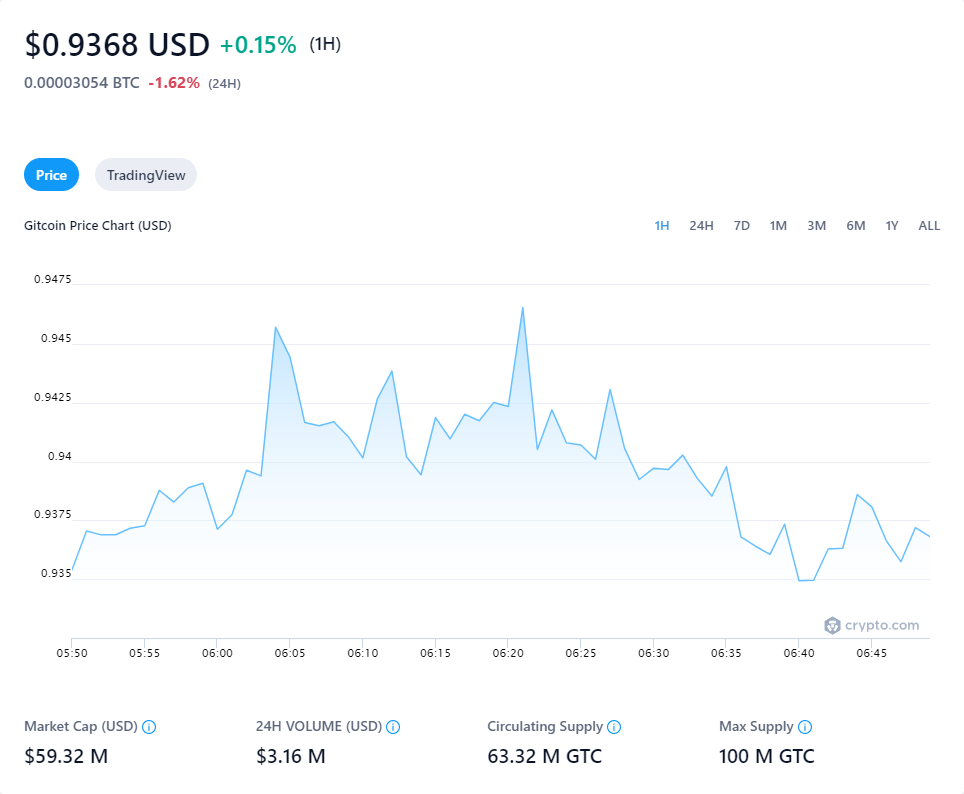 $0.9368 USD +0.15% (1H)
0.00003054 BTC -1.62% (24H)
Price TradingView
Gitcoin Price Chart (USD) 1H 24H 7D 1M 3M 6M 1Y ALL
0.9475
0.945
0.9425
0.94
0.9375
0.935
crypto.com
05:50 05:55 06:00 06:05 06:10 06:15 06:20 06:25 06:30 06:35 06:40 06:45
Market Cap (USD) 24H VOLUME (USD) Circulating Supply Max Supply
$59.32 M $3.16 M 63.32 M GTC 100 M GTC